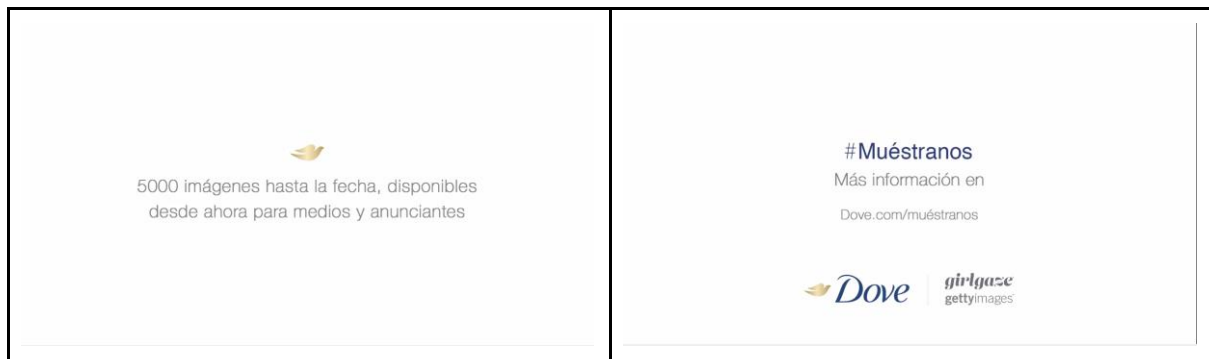 5000 imágenes hasta la fecha, disponibles
desde ahora para medios y anunciantes
#Muéstranos
Más información en
Dove.com/muéstranos
Dove
girlgaze
gettyimages